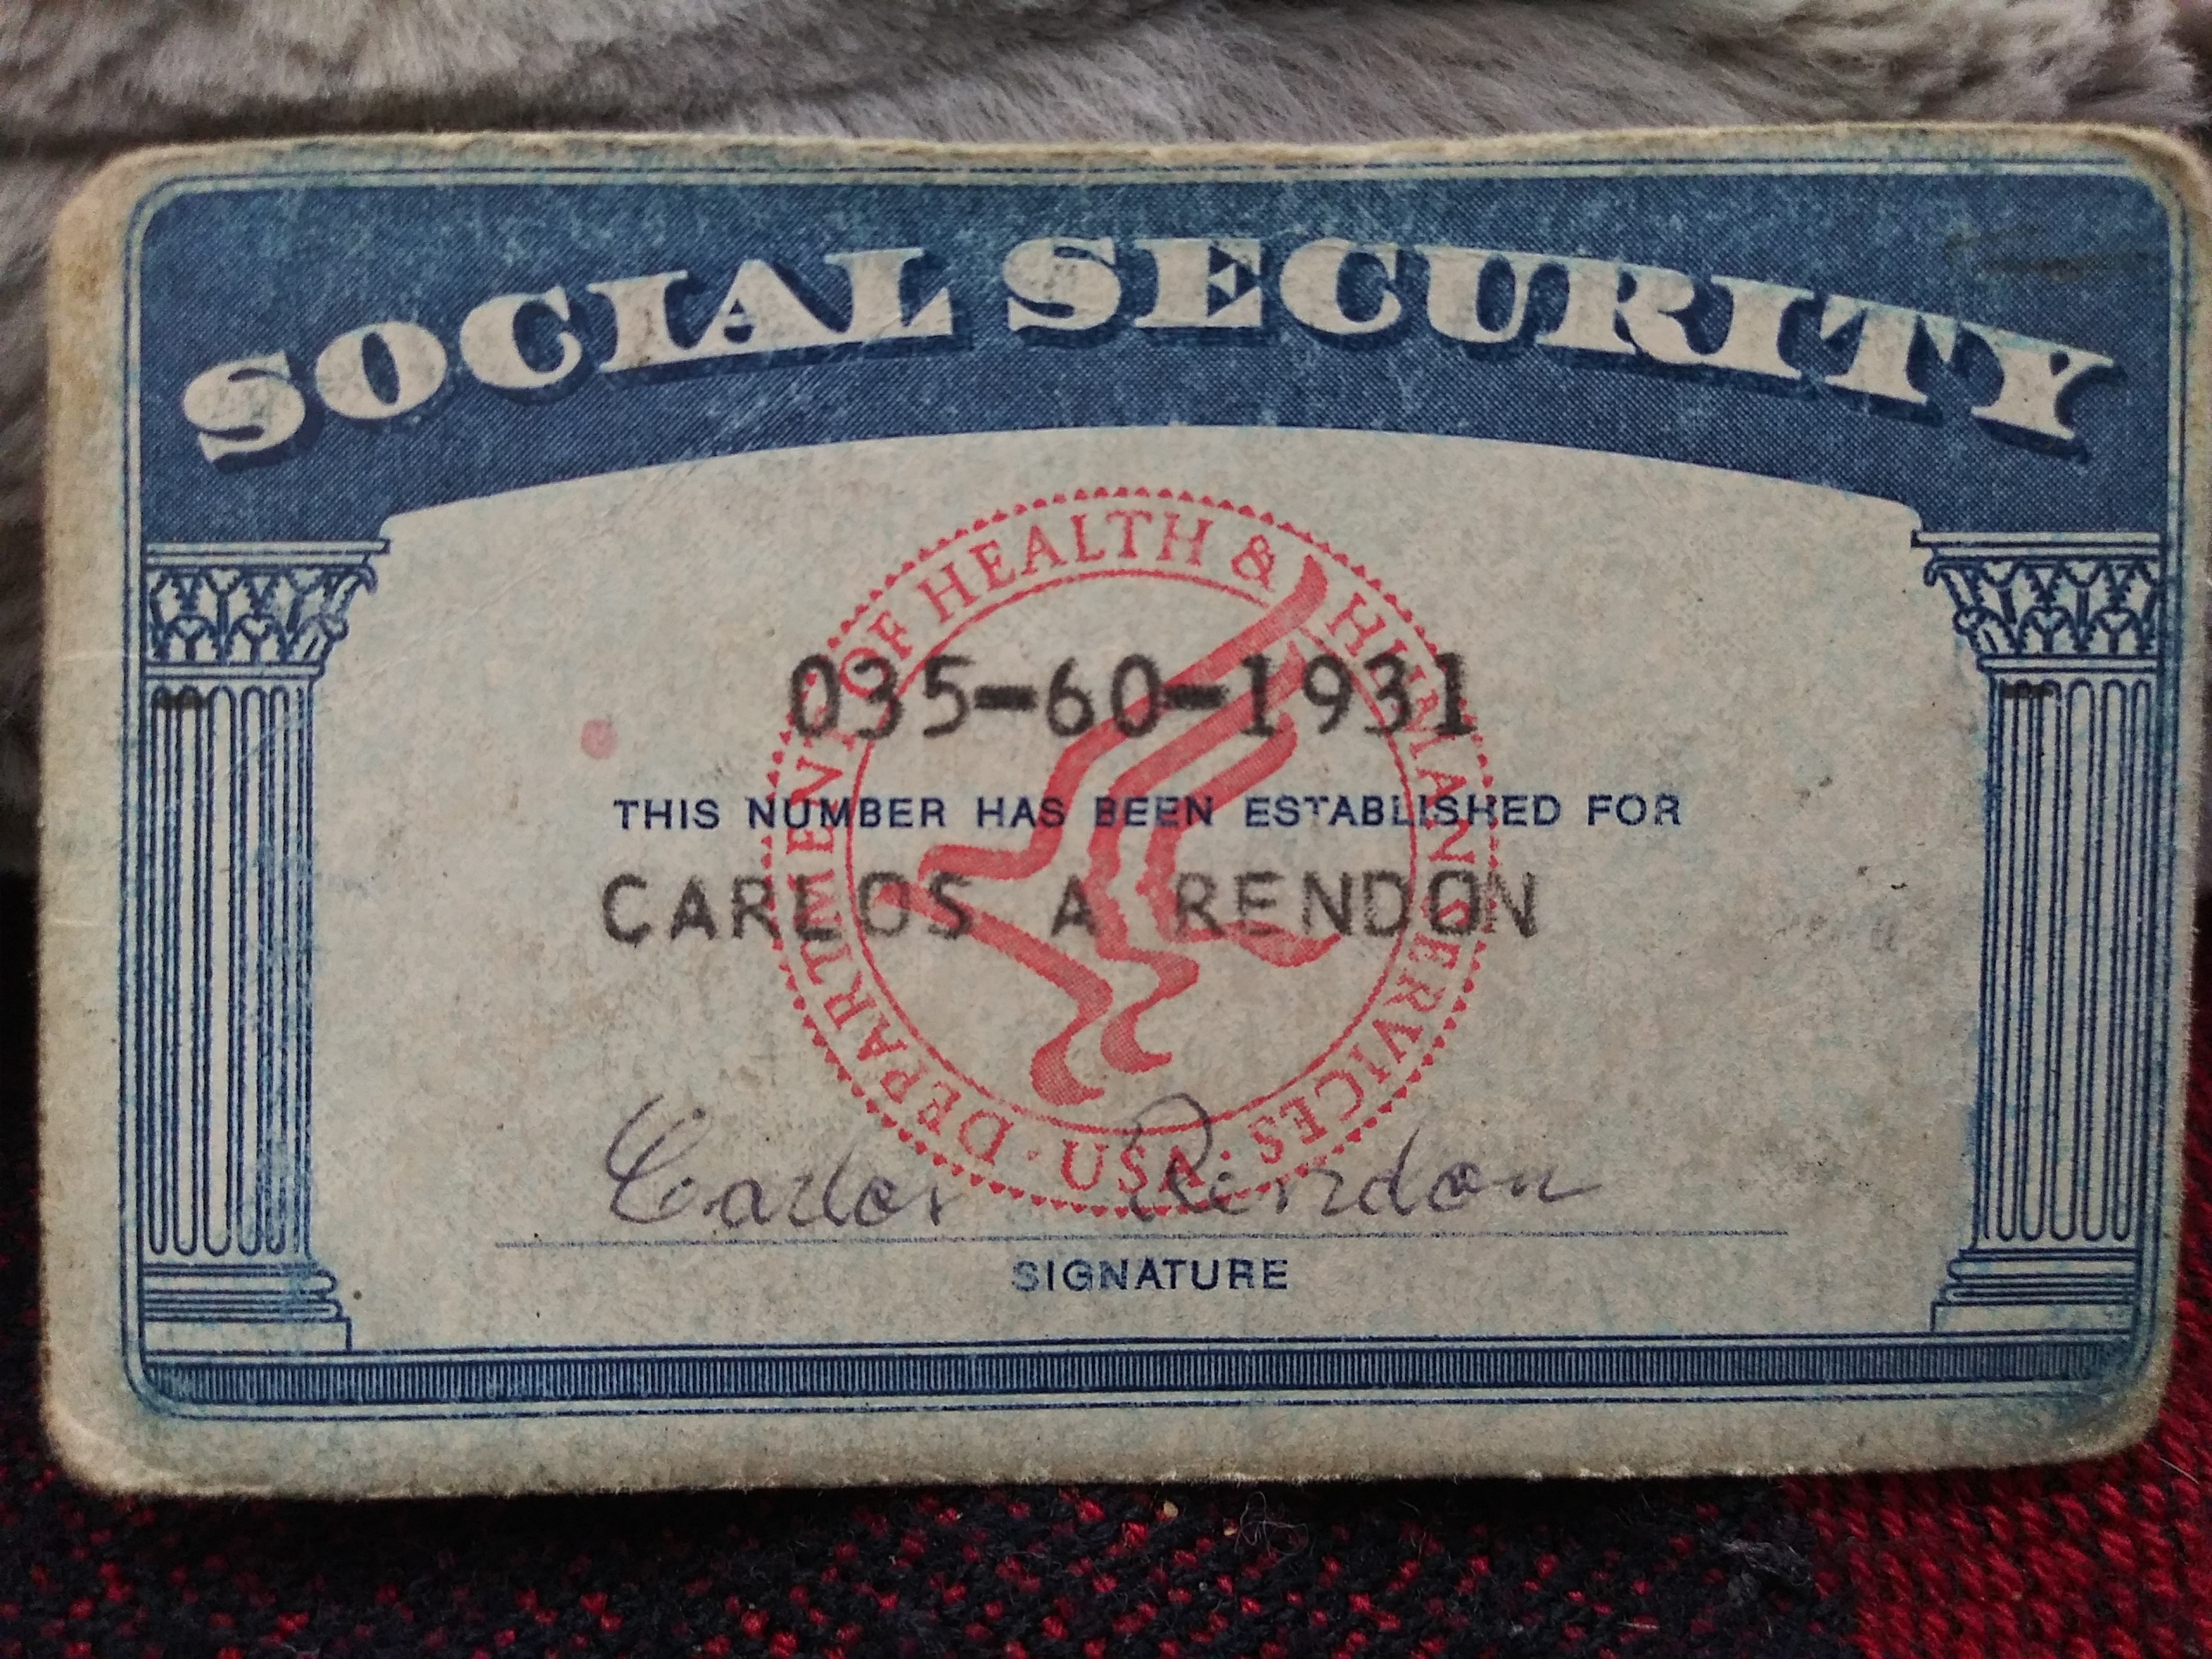 SOCIAL SECURITY
DEPARTMENT OF HEALTH & HUMAN SERVICES · USA ·
035-60-1931
THIS NUMBER HAS BEEN ESTABLISHED FOR
CARLOS A RENDON
Carlos Rendon
SIGNATURE